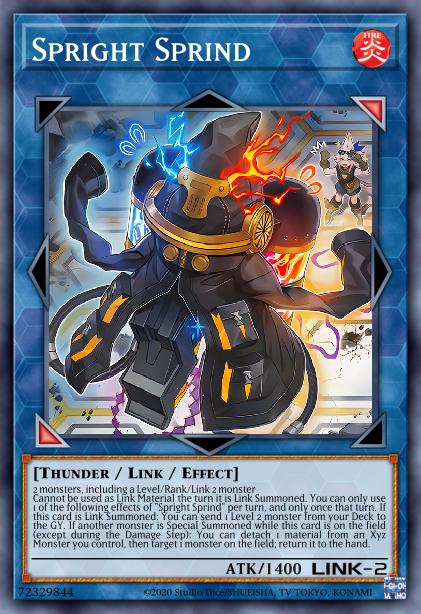 Spright Sprind
FIRE
炎
[Thunder / Link / Effect]
2 monsters, including a Level/Rank/Link 2 monster
Cannot be used as Link Material the turn it is Link Summoned. You can only use
1 of the following effects of "Spright Sprind" per turn, and only once that turn. If
this card is Link Summoned: You can send 1 Level 2 monster from your Deck to
the GY. If another monster is Special Summoned while this card is on the field
(except during the Damage Step): You can detach 1 material from an Xyz
Monster you control, then target 1 monster on the field; return it to the hand.
ATK/1400 LINK-2
72329844 ©2020 Studio Dice/SHUEISHA, TV TOKYO, KONAMI